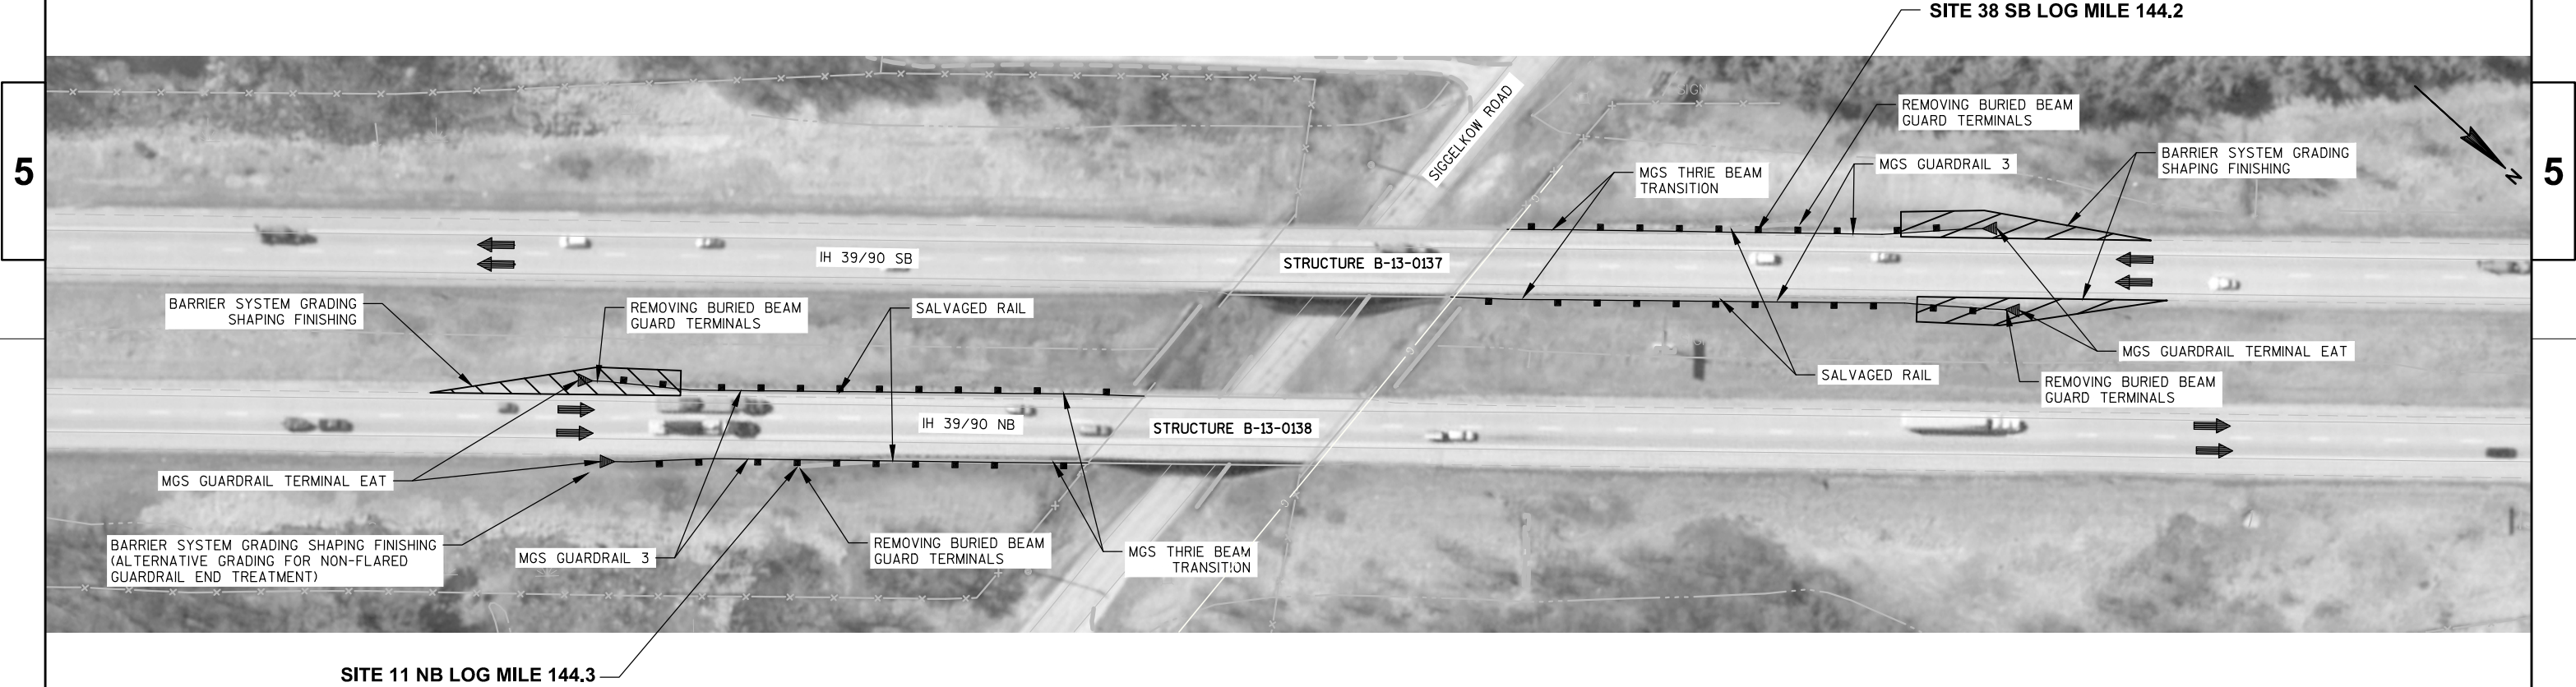 SITE 38 SB LOG MILE 144.2
SIGGELKOW ROAD
REMOVING BURIED BEAM
GUARD TERMINALS
MGS GUARDRAIL 3
BARRIER SYSTEM GRADING
SHAPING FINISHING
MGS THRIE BEAM
TRANSITION
5
5
N
IH 39/90 SB
STRUCTURE B-13-0137
BARRIER SYSTEM GRADING
SHAPING FINISHING
REMOVING BURIED BEAM
GUARD TERMINALS
SALVAGED RAIL
MGS GUARDRAIL TERMINAL EAT
SALVAGED RAIL
REMOVING BURIED BEAM
GUARD TERMINALS
IH 39/90 NB
STRUCTURE B-13-0138
MGS GUARDRAIL TERMINAL EAT
BARRIER SYSTEM GRADING SHAPING FINISHING
(ALTERNATIVE GRADING FOR NON-FLARED
GUARDRAIL END TREATMENT)
MGS GUARDRAIL 3
REMOVING BURIED BEAM
GUARD TERMINALS
MGS THRIE BEAM
TRANSITION
SITE 11 NB LOG MILE 144.3